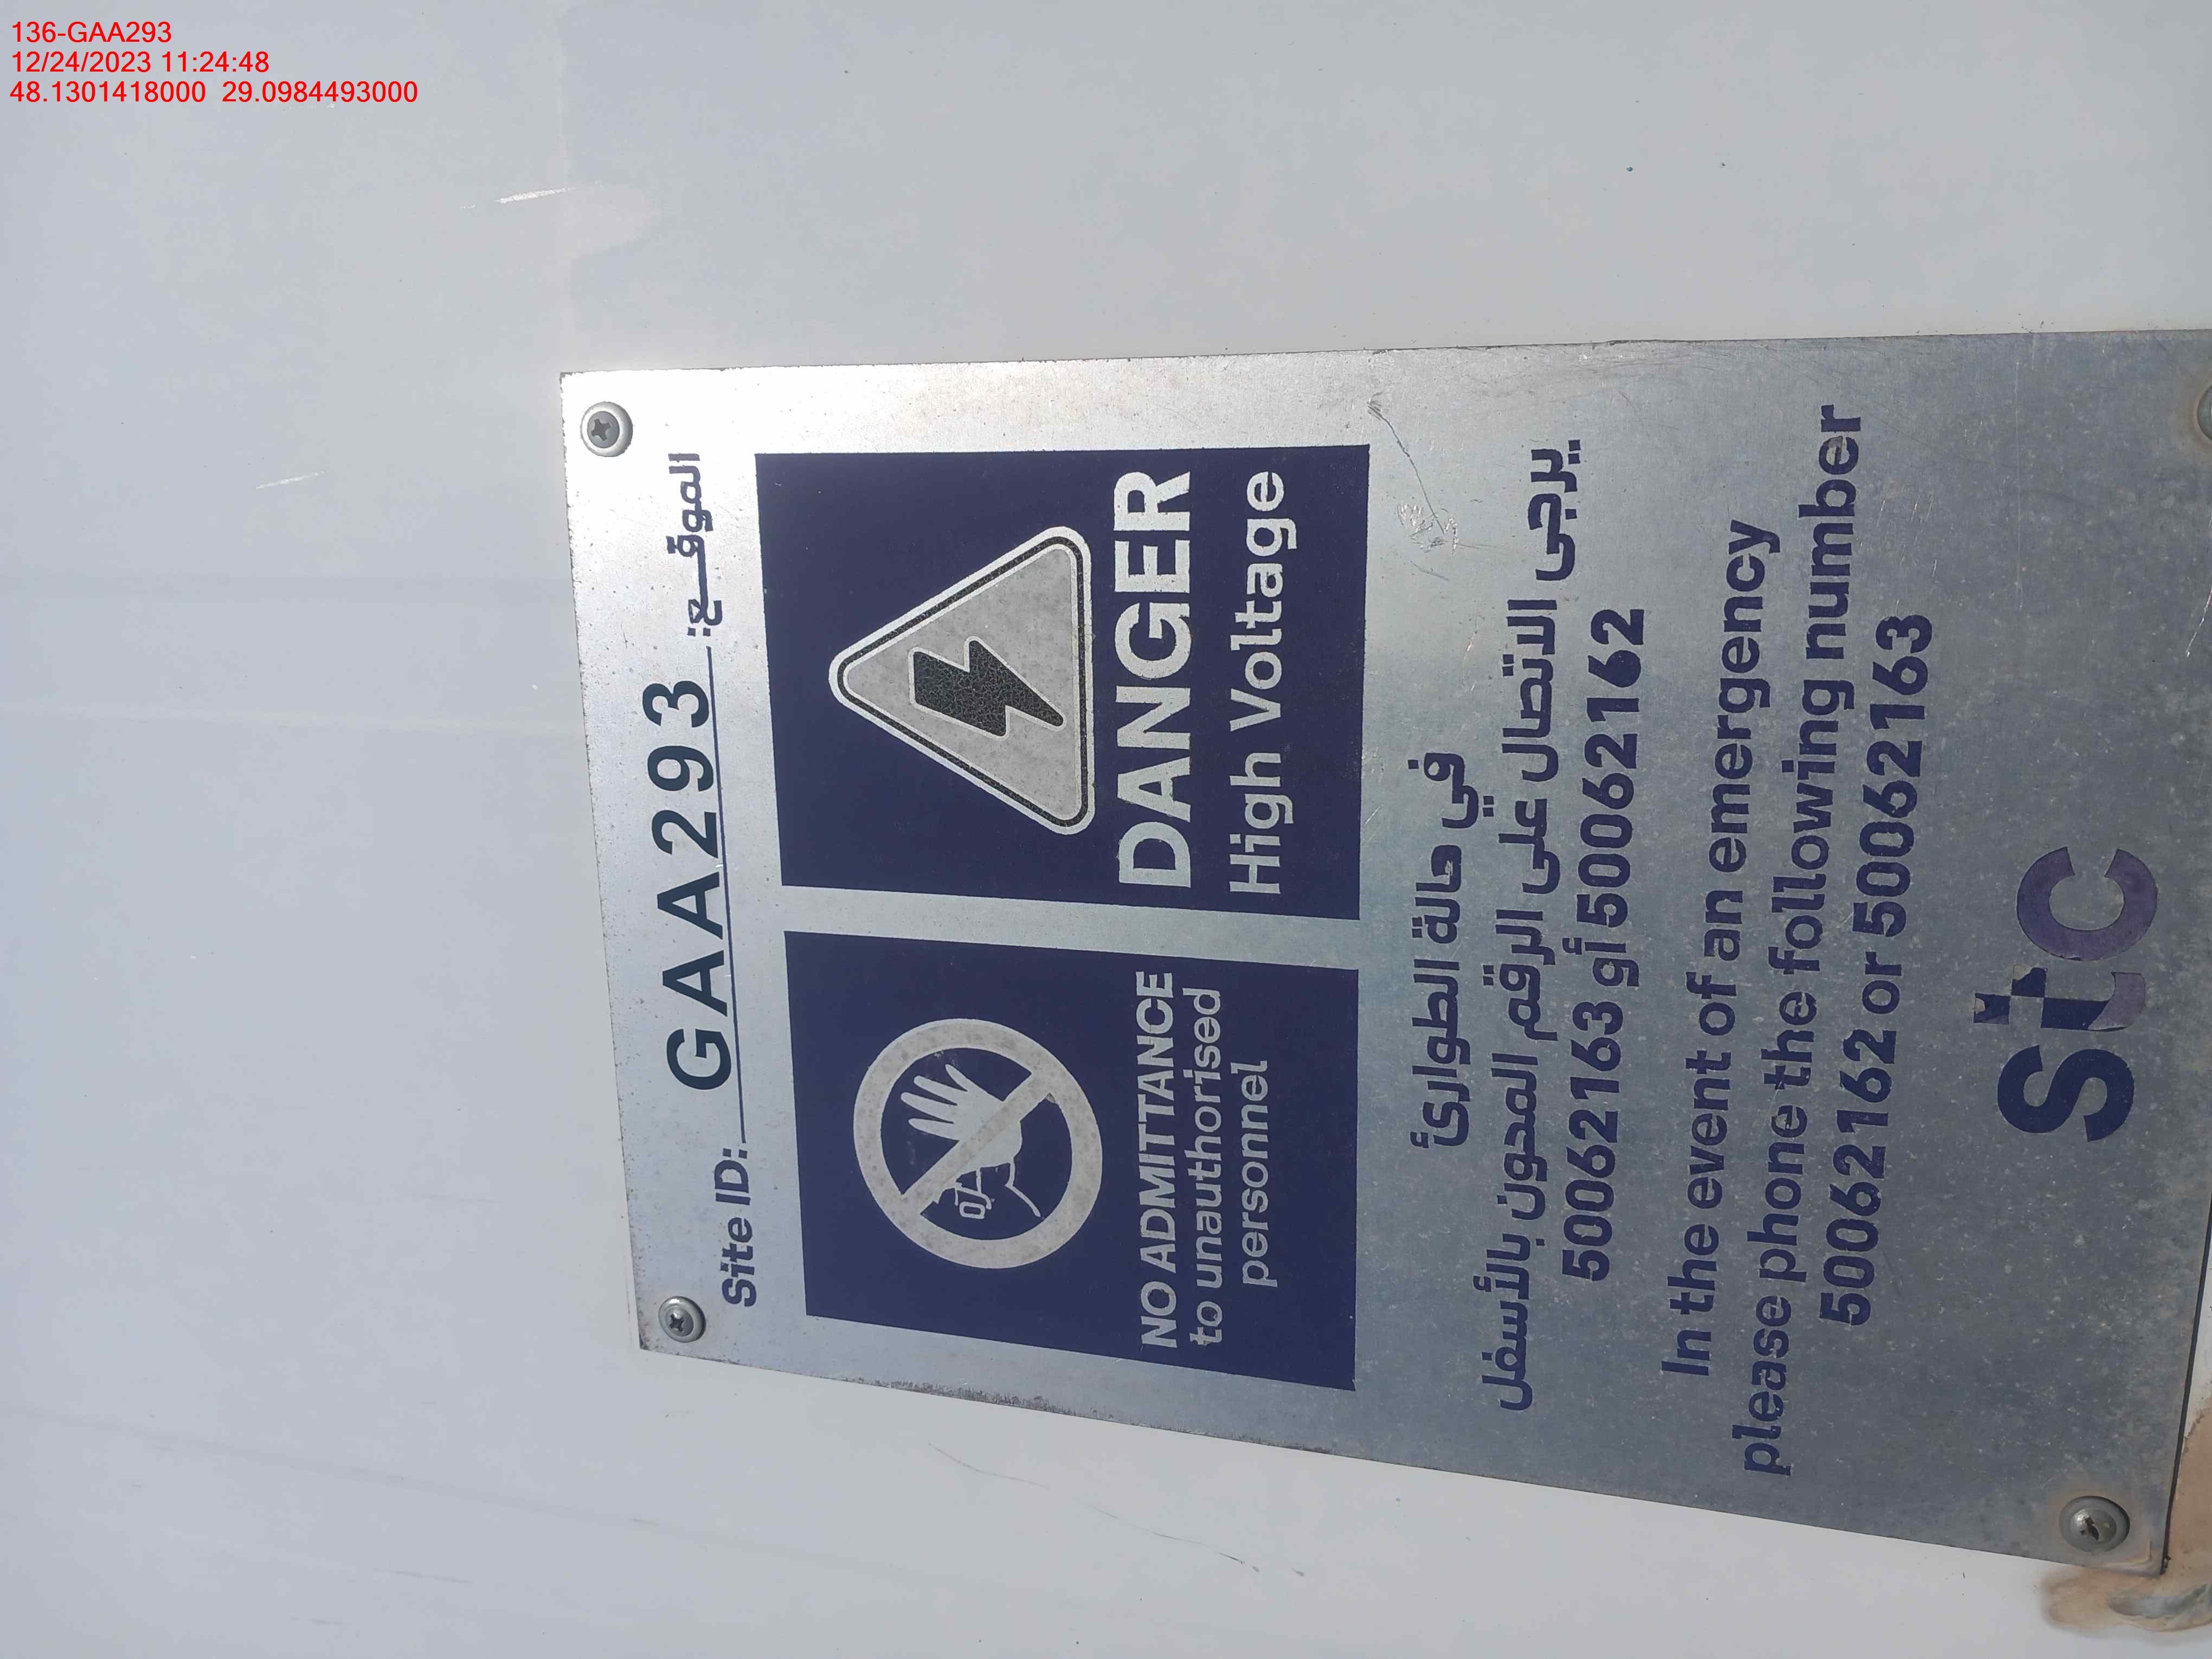 136-GAA293
12/24/2023 11:24:48
48.1301418000 29.0984493000
Site ID: GAA293 الموقـــع:
NO ADMITTANCE
to unauthorised
personnel
DANGER
High Voltage
في حالة الطوارئ
يرجى الاتصال على الرقم المدون بالأسفل
50062163 أو 50062162
In the event of an emergency
please phone the following number
50062162 or 50062163
stc